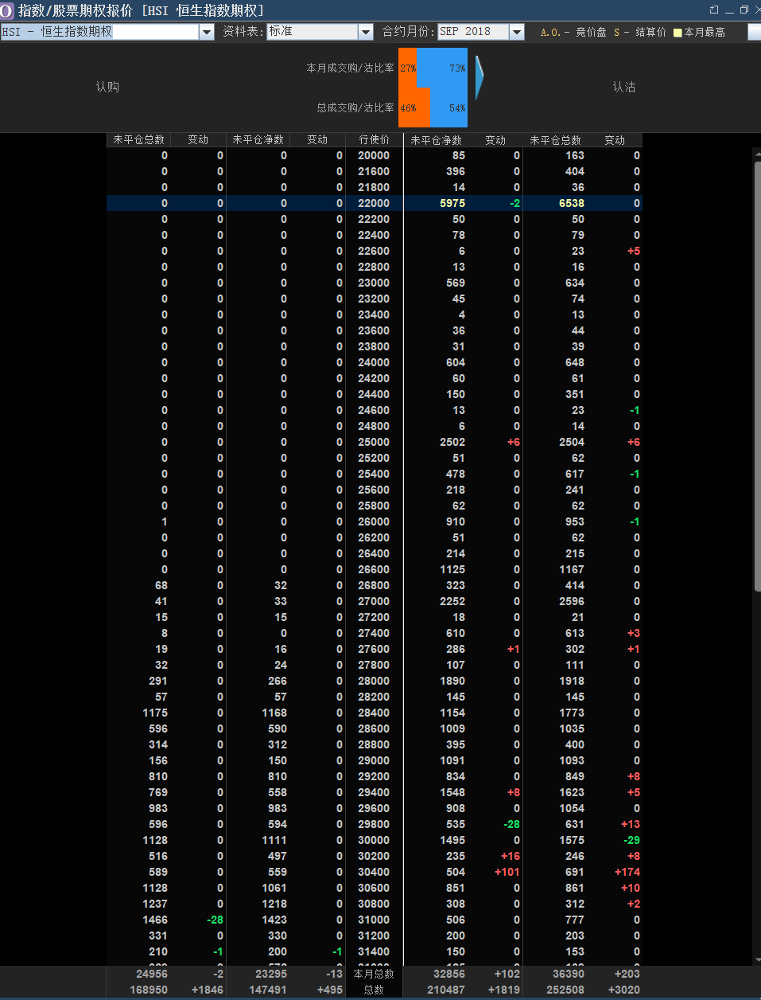 指数/股票期权报价 [HSI 恒生指数期权]
HSI - 恒生指数期权 资料表: 标准 合约月份: SEP 2018 A.O. - 竞价盘 S - 结算价 本月最高
本月成交购/沽比率 27% 73%
认购 认沽
总成交购/沽比率 46% 54%
未平仓总数 变动 未平仓净数 变动 行使价 未平仓净数 变动 未平仓总数 变动
0 0 0 0 20000 85 0 163 0
0 0 0 0 21600 396 0 404 0
0 0 0 0 21800 14 0 36 0
0 0 0 0 22000 5975 -2 6538 0
0 0 0 0 22200 50 0 50 0
0 0 0 0 22400 78 0 79 0
0 0 0 0 22600 6 0 23 +5
0 0 0 0 22800 13 0 16 0
0 0 0 0 23000 569 0 634 0
0 0 0 0 23200 45 0 74 0
0 0 0 0 23400 4 0 13 0
0 0 0 0 23600 36 0 44 0
0 0 0 0 23800 31 0 39 0
0 0 0 0 24000 604 0 648 0
0 0 0 0 24200 60 0 61 0
0 0 0 0 24400 150 0 351 0
0 0 0 0 24600 13 0 23 -1
0 0 0 0 24800 6 0 14 0
0 0 0 0 25000 2502 +6 2504 +6
0 0 0 0 25200 51 0 62 0
0 0 0 0 25400 478 0 617 -1
0 0 0 0 25600 218 0 241 0
0 0 0 0 25800 62 0 62 0
1 0 0 0 26000 910 0 953 -1
0 0 0 0 26200 51 0 62 0
0 0 0 0 26400 214 0 215 0
0 0 0 0 26600 1125 0 1167 0
68 0 32 0 26800 323 0 414 0
41 0 33 0 27000 2252 0 2596 0
15 0 15 0 27200 18 0 21 0
8 0 0 0 27400 610 0 613 +3
19 0 16 0 27600 286 +1 302 +1
32 0 24 0 27800 107 0 111 0
291 0 266 0 28000 1890 0 1918 0
57 0 57 0 28200 145 0 145 0
1175 0 1168 0 28400 1154 0 1773 0
596 0 590 0 28600 1009 0 1035 0
314 0 312 0 28800 395 0 400 0
156 0 150 0 29000 1091 0 1093 0
810 0 810 0 29200 834 0 849 +8
769 0 558 0 29400 1548 +8 1623 +5
983 0 983 0 29600 908 0 1054 0
596 0 594 0 29800 535 -28 631 +13
1128 0 1111 0 30000 1495 0 1575 -29
516 0 497 0 30200 235 +16 246 +8
589 0 559 0 30400 504 +101 691 +174
1128 0 1061 0 30600 851 0 861 +10
1237 0 1218 0 30800 308 0 312 +2
1466 -28 1423 0 31000 506 0 777 0
331 0 330 0 31200 200 0 203 0
210 -1 200 -1 31400 150 0 153 0
24956 -2 23295 -13 本月总数 32856 +102 36390 +203
168950 +1846 147491 +495 总数 210487 +1819 252508 +3020